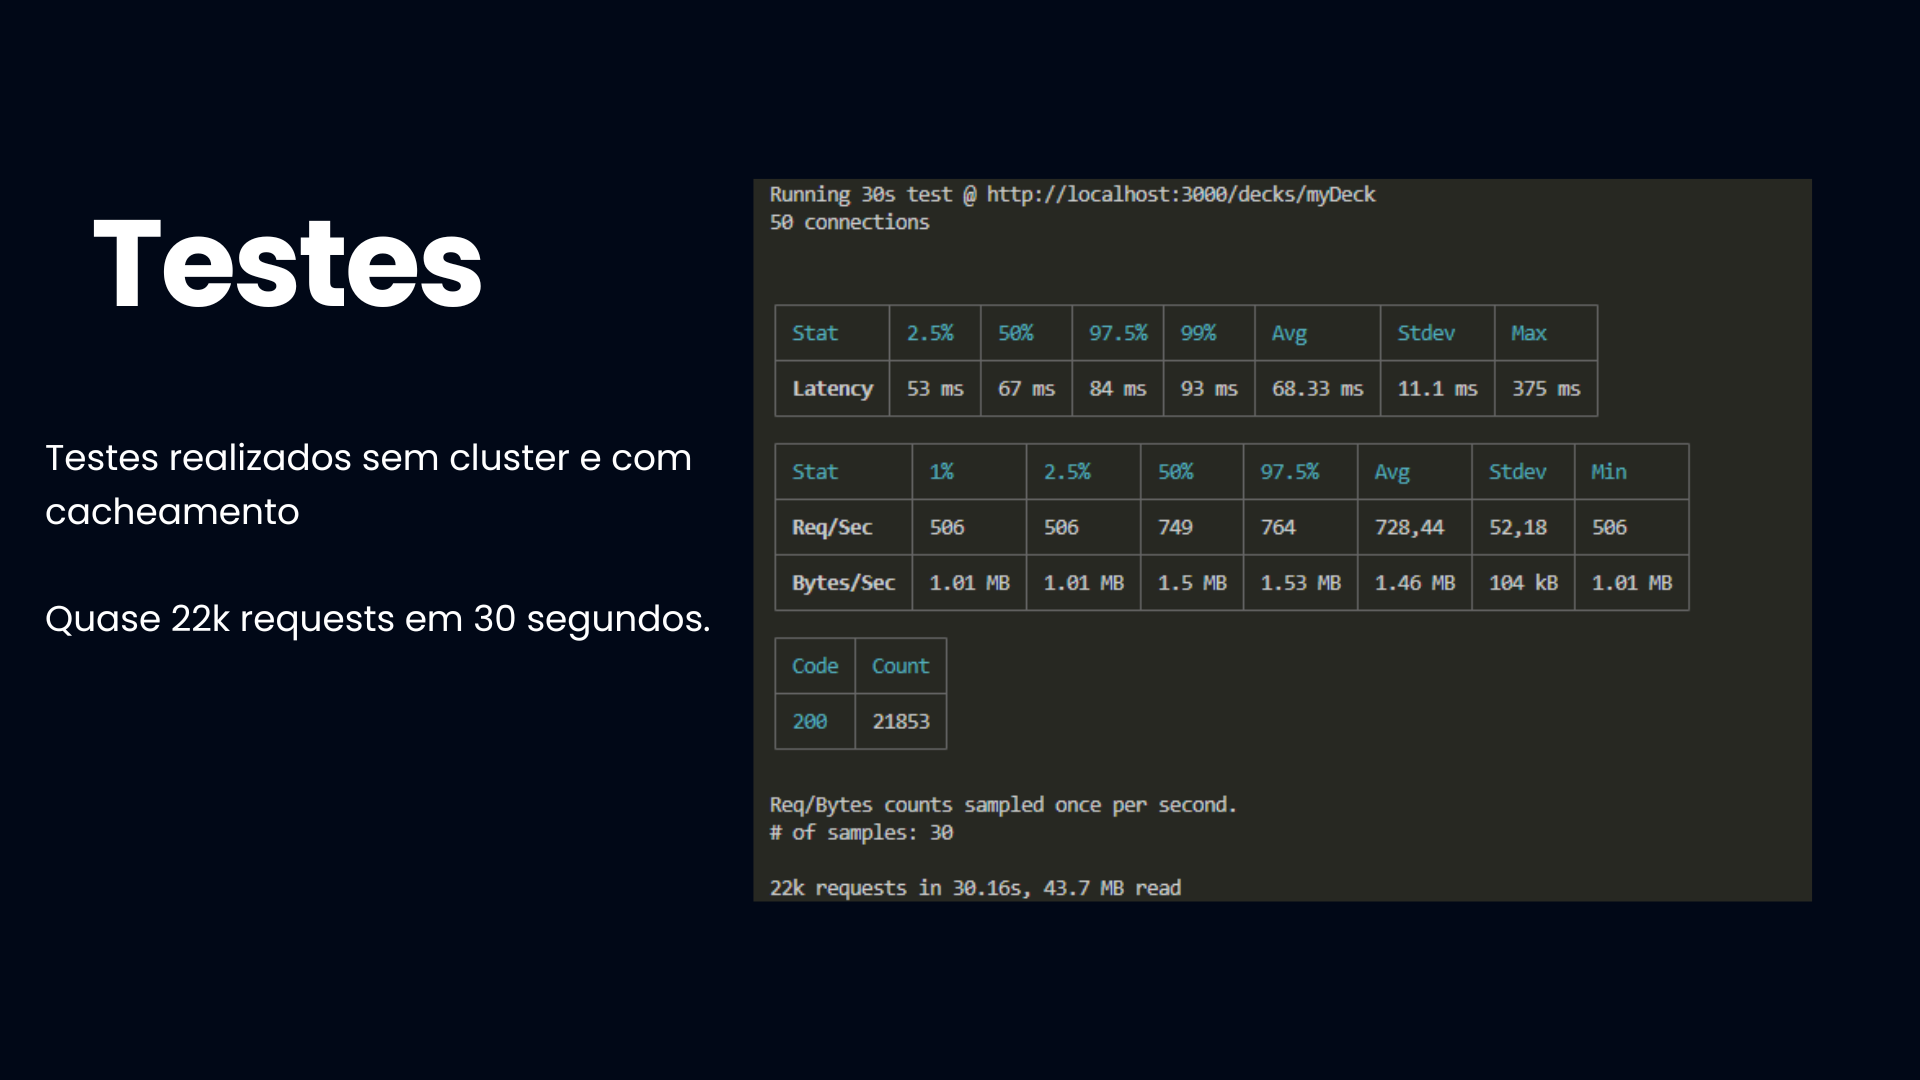 Testes
Testes realizados sem cluster e com
cacheamento
Quase 22k requests em 30 segundos.
Running 30s test @ http://localhost:3000/decks/myDeck
50 connections
Stat 2.5% 50% 97.5% 99% Avg Stdev Max
Latency 53 ms 67 ms 84 ms 93 ms 68.33 ms 11.1 ms 375 ms
Stat 1% 2.5% 50% 97.5% Avg Stdev Min
Req/Sec 506 506 749 764 728,44 52,18 506
Bytes/Sec 1.01 MB 1.01 MB 1.5 MB 1.53 MB 1.46 MB 104 kB 1.01 MB
Code Count
200 21853
Req/Bytes counts sampled once per second.
# of samples: 30
22k requests in 30.16s, 43.7 MB read